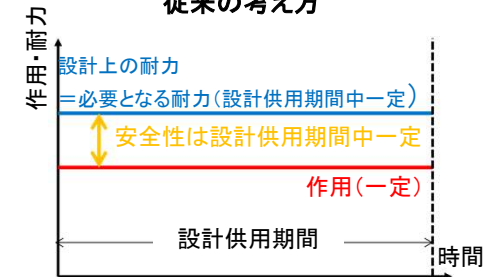 従来の考え方
作用・耐力
設計上の耐力
＝必要となる耐力（設計供用期間中一定）
安全性は設計供用期間中一定
作用（一定）
設計供用期間
時間